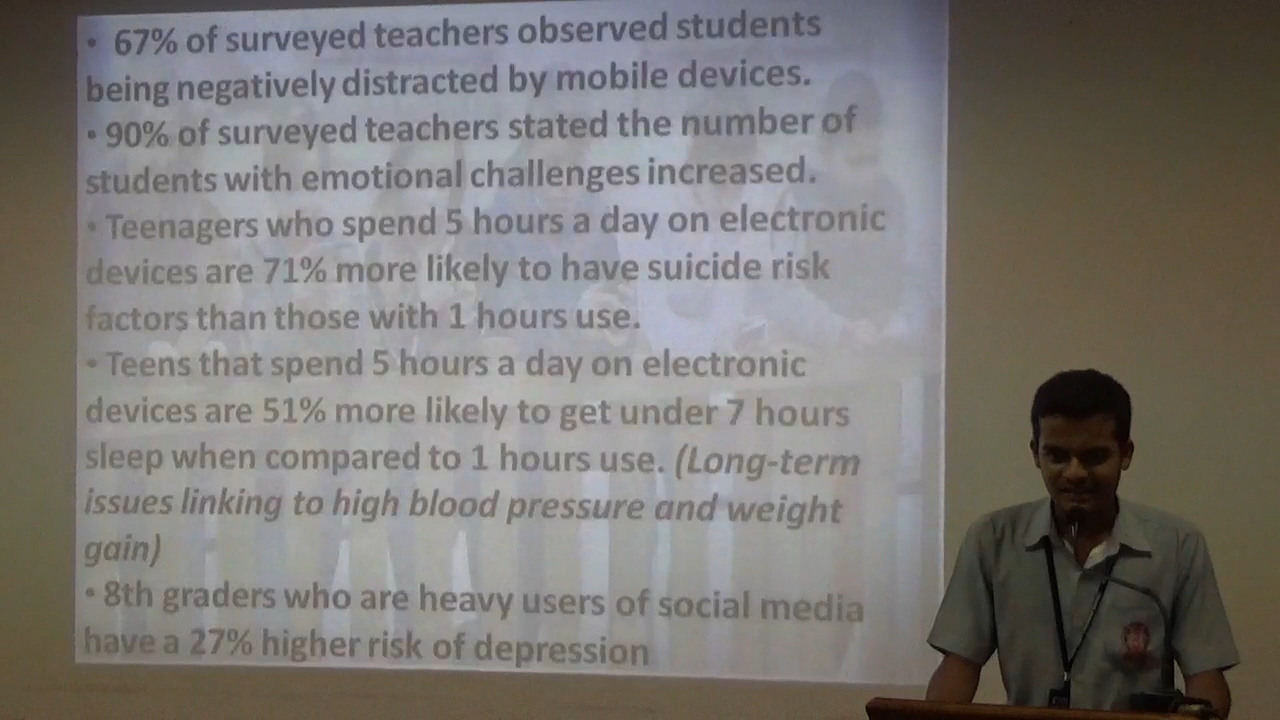 • 67% of surveyed teachers observed students
being negatively distracted by mobile devices.
• 90% of surveyed teachers stated the number of
students with emotional challenges increased.
• Teenagers who spend 5 hours a day on electronic
devices are 71% more likely to have suicide risk
factors than those with 1 hours use.
• Teens that spend 5 hours a day on electronic
devices are 51% more likely to get under 7 hours
sleep when compared to 1 hours use. (Long-term
issues linking to high blood pressure and weight
gain)
• 8th graders who are heavy users of social media
have a 27% higher risk of depression